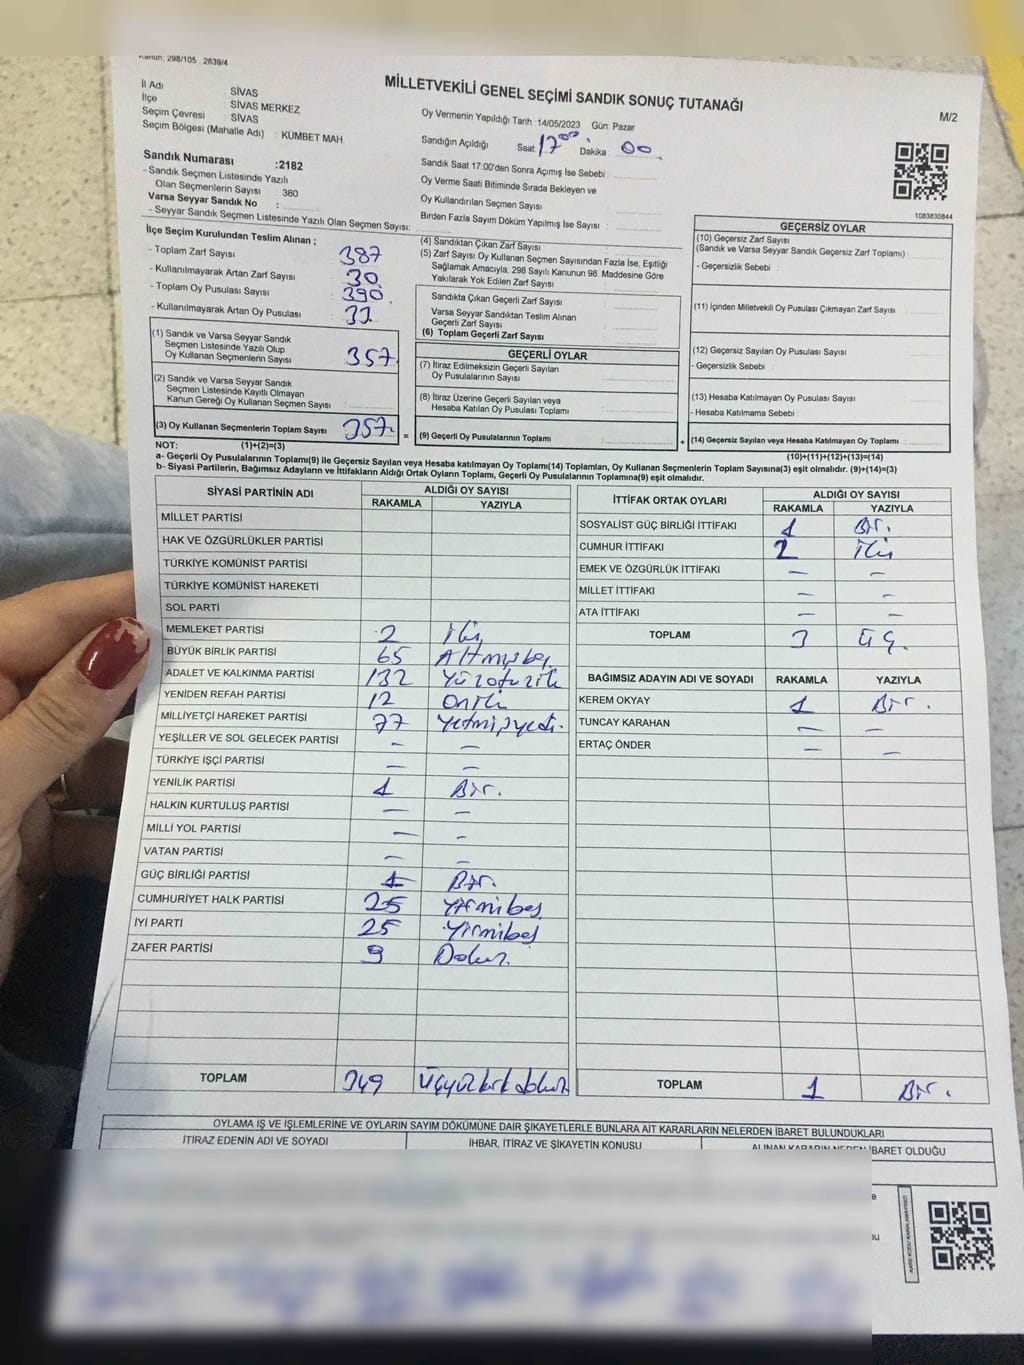 Kanun; 298/105 , 2839/4
MİLLETVEKİLİ GENEL SEÇİMİ SANDIK SONUÇ TUTANAĞI
M/2
İl Adı : SİVAS
İlçe : SİVAS MERKEZ
Seçim Çevresi : SİVAS
Seçim Bölgesi (Mahalle Adı) : KÜMBET MAH
Sandık Numarası :2182
- Sandık Seçmen Listesinde Yazılı
Olan Seçmenlerin Sayısı : 380
Varsa Seyyar Sandık No :
- Seyyar Sandık Seçmen Listesinde Yazılı Olan Seçmen Sayısı:
Oy Vermenin Yapıldığı Tarih :14/05/2023 Gün: Pazar
Sandığın Açıldığı Saat: 17:00 Dakika : 00
Sandık Saat 17.00'den Sonra Açımış İse Sebebi :
Oy Verme Saati Bitiminde Sırada Bekleyen ve
Oy Kullandırılan Seçmen Sayısı :
Birden Fazla Sayım Döküm Yapılmış İse Sayısı :
1083830844
İlçe Seçim Kurulundan Teslim Alınan ;
- Toplam Zarf Sayısı : 387
- Kullanılmayarak Artan Zarf Sayısı : 30
- Toplam Oy Pusulası Sayısı : 390
- Kullanılmayarak Artan Oy Pusulası :
(1) Sandık ve Varsa Seyyar Sandık
Seçmen Listesinde Yazılı Olup
Oy Kullanan Seçmenlerin Sayısı : 357
(2) Sandık ve Varsa Seyyar Sandık
Seçmen Listesinde Kayıtlı Olmayan
Kanun Gereği Oy Kullanan Seçmen Sayısı :
(3) Oy Kullanan Seçmenlerin Toplam Sayısı : 357 =
(4) Sandıktan Çıkan Zarf Sayısı :
(5) Zarf Sayısı Oy Kullanan Seçmen Sayısından Fazla İse, Eşitliği
Sağlamak Amacıyla, 298 Sayılı Kanunun 98. Maddesine Göre
Yakılarak Yok Edilen Zarf Sayısı :
Sandıkta Çıkan Geçerli Zarf Sayısı :
Varsa Seyyar Sandıktan Teslim Alınan
Geçerli Zarf Sayısı :
(6) Toplam Geçerli Zarf Sayısı :
GEÇERLİ OYLAR
(7) İtiraz Edilmeksizin Geçerli Sayılan
Oy Pusulalarının Sayısı :
(8) İtiraz Üzerine Geçerli Sayılan veya
Hesaba Katılan Oy Pusulası Toplamı :
(9) Geçerli Oy Pusulalarının Toplamı : +
GEÇERSİZ OYLAR
(10) Geçersiz Zarf Sayısı
(Sandık ve Varsa Seyyar Sandık Geçersiz Zarf Toplamı) :
- Geçersizlik Sebebi :
(11) İçinden Milletvekili Oy Pusulası Çıkmayan Zarf Sayısı :
(12) Geçersiz Sayılan Oy Pusulası Sayısı :
- Geçersizlik Sebebi :
(13) Hesaba Katılmayan Oy Pusulası Sayısı :
- Hesaba Katılmama Sebebi :
(14) Geçersiz Sayılan veya Hesaba Katılmayan Oy Toplamı :
NOT: (1)+(2)=(3) (10)+(11)+(12)+(13)=(14)
a- Geçerli Oy Pusulalarının Toplamı(9) ile Geçersiz Sayılan veya Hesaba katılmayan Oy Toplamı(14) Toplamları, Oy Kullanan Seçmenlerin Toplam Sayısına(3) eşit olmalıdır. (9)+(14)=(3)
b- Siyasi Partilerin, Bağımsız Adayların ve İttifakların Aldığı Ortak Oyların Toplamı, Geçerli Oy Pusulalarının Toplamına(9) eşit olmalıdır.
SİYASİ PARTİNİN ADI ALDIĞI OY SAYISI
RAKAMLA YAZIYLA
MİLLET PARTİSİ
HAK VE ÖZGÜRLÜKLER PARTİSİ
TÜRKİYE KOMÜNİST PARTİSİ
TÜRKİYE KOMÜNİST HAREKETİ
SOL PARTİ
MEMLEKET PARTİSİ 2 İki
BÜYÜK BİRLİK PARTİSİ 65 Altmışbeş
ADALET VE KALKINMA PARTİSİ 132 Yüzotuziki
YENİDEN REFAH PARTİSİ 12 Oniki
MİLLİYETÇİ HAREKET PARTİSİ 77 Yetmişyedi.
YEŞİLLER VE SOL GELECEK PARTİSİ - -
TÜRKİYE İŞÇİ PARTİSİ - -
YENİLİK PARTİSİ 1 Bir.
HALKIN KURTULUŞ PARTİSİ - -
MİLLİ YOL PARTİSİ - -
VATAN PARTİSİ - -
GÜÇ BİRLİĞİ PARTİSİ 1 Bir.
CUMHURİYET HALK PARTİSİ 25 Yirmibeş
İYİ PARTİ 25 Yirmibeş
ZAFER PARTİSİ 9 Dokuz.
TOPLAM 349 Üçyüzkırkdokuz
İTTİFAK ORTAK OYLARI ALDIĞI OY SAYISI
RAKAMLA YAZIYLA
SOSYALİST GÜÇ BİRLİĞİ İTTİFAKI 1 Bir.
CUMHUR İTTİFAKI 2 İki
EMEK VE ÖZGÜRLÜK İTTİFAKI - -
MİLLET İTTİFAKI - -
ATA İTTİFAKI - -
TOPLAM 3 Üç.
BAĞIMSIZ ADAYIN ADI VE SOYADI RAKAMLA YAZIYLA
KEREM OKYAY 1 Bir.
TUNCAY KARAHAN - -
ERTAÇ ÖNDER - -
TOPLAM 1 Bir.
OYLAMA İŞ VE İŞLEMLERİNE VE OYLARIN SAYIM DÖKÜMÜNE DAİR ŞİKAYETLERLE BUNLARA AİT KARARLARIN NELERDEN İBARET BULUNDUKLARI
İTİRAZ EDENİN ADI VE SOYADI İHBAR, İTİRAZ VE ŞİKAYETİN KONUSU ALINAN KARARIN NEDEN İBARET OLDUĞU